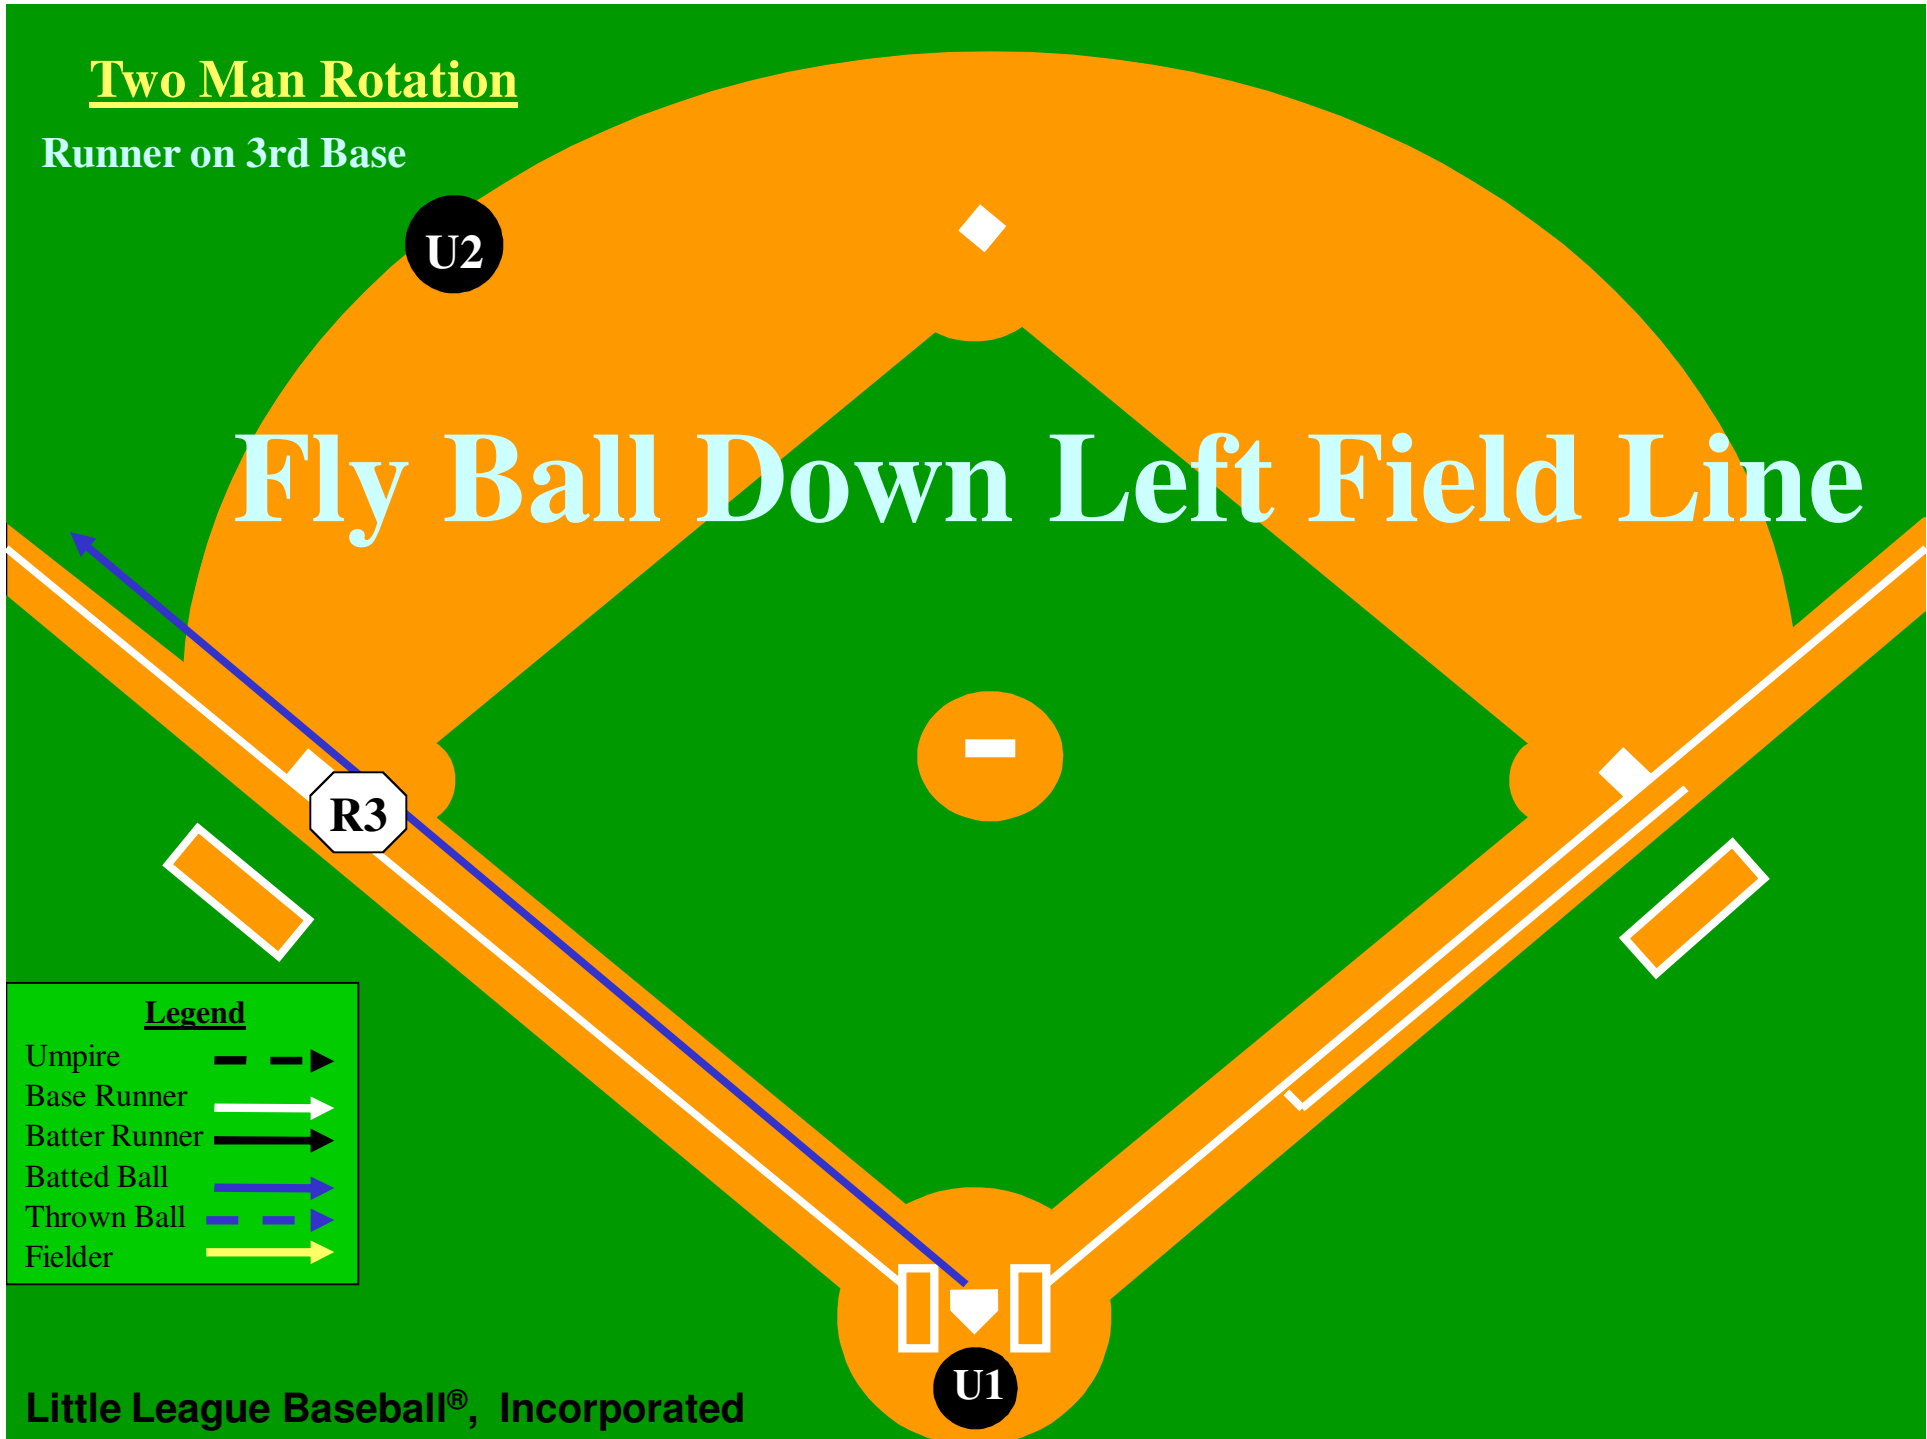 Two Man Rotation
Runner on 3rd Base
U2
Fly Ball Down Left Field Line
R3
Legend
Umpire
Base Runner
Batter Runner
Batted Ball
Thrown Ball
Fielder
U1
Little League Baseball®, Incorporated